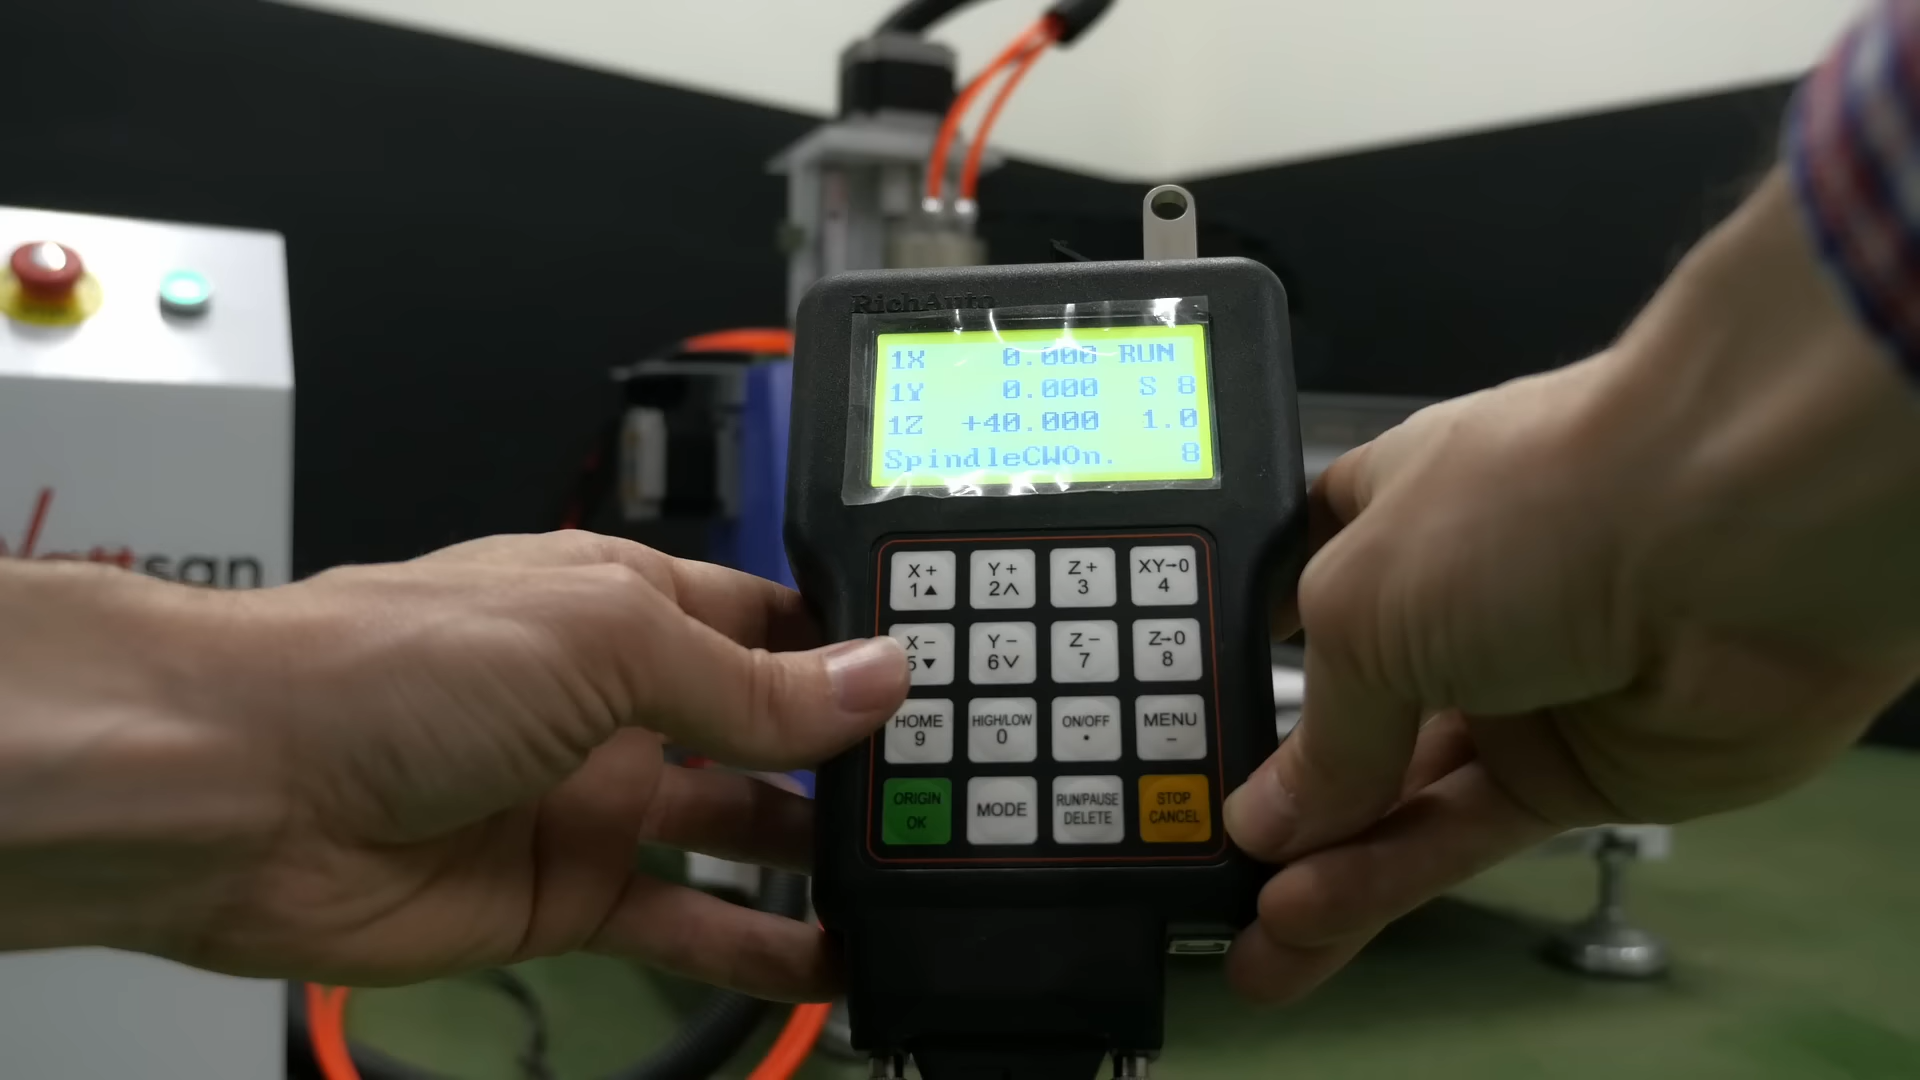 RichAuto
1X 0.000 RUN
1Y 0.000 S 8
1Z +40.000 1.0
SpindleCWOn. 8
X+ Y+ Z+ XY→0
1▲ 2∧ 3 4
X− Y− Z− Z→0
5▼ 6∨ 7 8
HOME HIGH/LOW ON/OFF MENU
9 0 • −
ORIGIN MODE RUN/PAUSE STOP
OK DELETE CANCEL